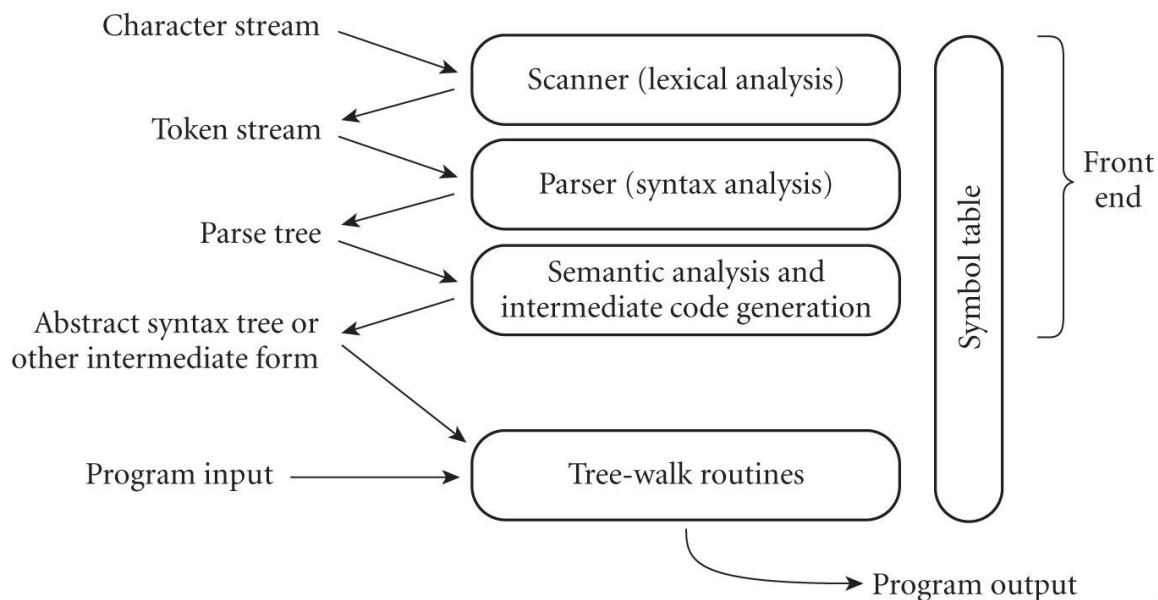 Character stream
Scanner (lexical analysis)
Token stream
Parser (syntax analysis)
Parse tree
Semantic analysis and
intermediate code generation
Abstract syntax tree or
other intermediate form
Program input
Tree-walk routines
Program output
Symbol table
Front
end